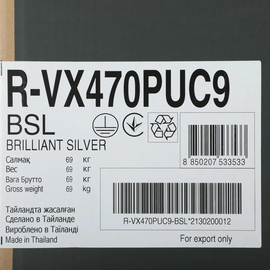 R-VX470PUC9
BSL
BRILLIANT SILVER
Салмақ 69 кг
Вес 69 кг
Вага Брутто 69 кг
Gross weight 69 kg
8 850207 533533
Тайландта жасалған
Сделано в Тайланде
Вироблено в Таїланді
Made in Thailand
R-VX470PUC9-BSL*2130200012
For export only